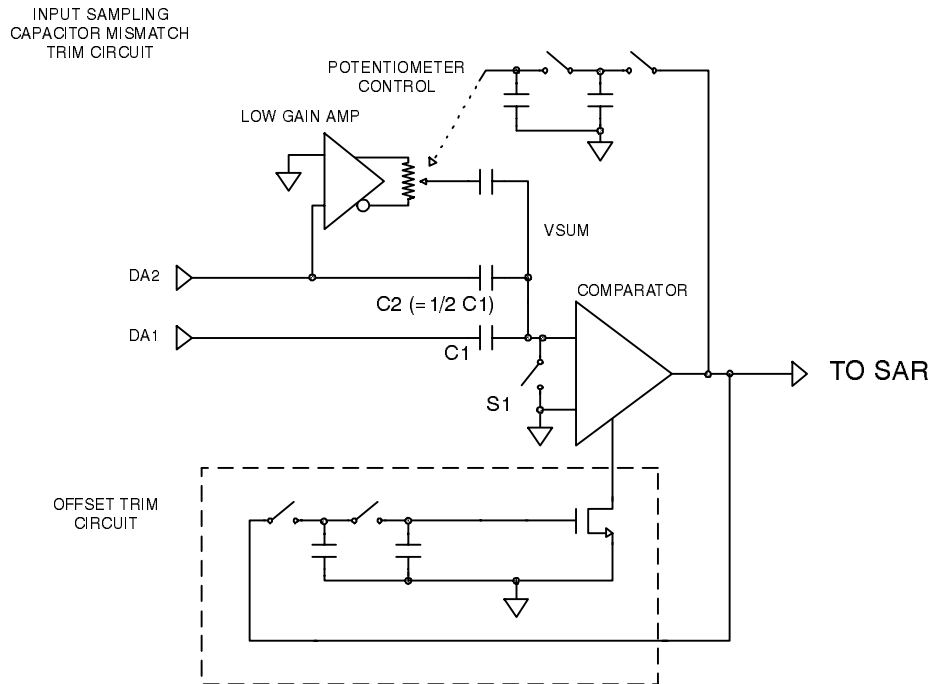 INPUT SAMPLING
CAPACITOR MISMATCH
TRIM CIRCUIT
POTENTIOMETER
CONTROL
LOW GAIN AMP
VSUM
DA2
C2 (= 1/2 C1)
COMPARATOR
DA1
C1
TO SAR
S1
OFFSET TRIM
CIRCUIT